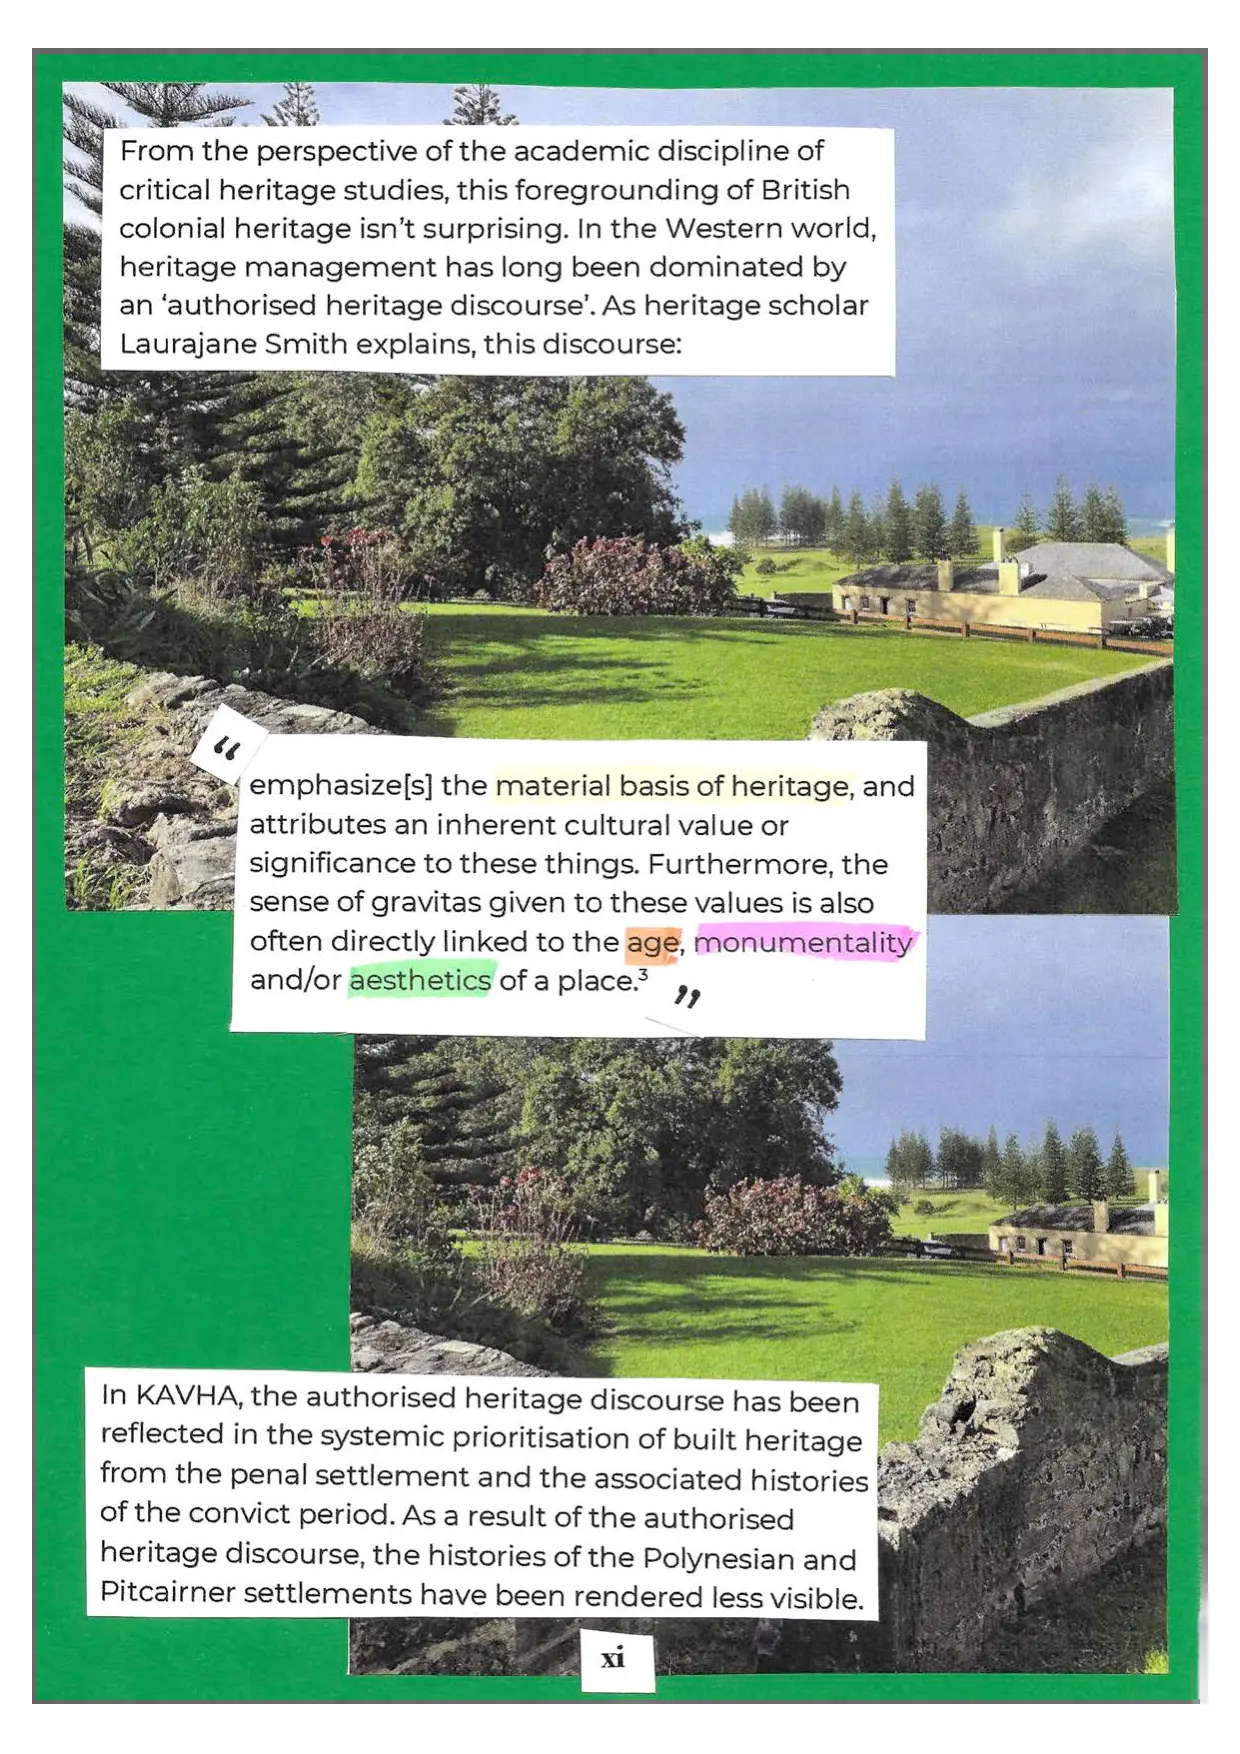 From the perspective of the academic discipline of
critical heritage studies, this foregrounding of British
colonial heritage isn't surprising. In the Western world,
heritage management has long been dominated by
an 'authorised heritage discourse'. As heritage scholar
Laurajane Smith explains, this discourse:
“
emphasize[s] the material basis of heritage, and
attributes an inherent cultural value or
significance to these things. Furthermore, the
sense of gravitas given to these values is also
often directly linked to the age, monumentality
and/or aesthetics of a place.³
”
In KAVHA, the authorised heritage discourse has been
reflected in the systemic prioritisation of built heritage
from the penal settlement and the associated histories
of the convict period. As a result of the authorised
heritage discourse, the histories of the Polynesian and
Pitcairner settlements have been rendered less visible.
xi